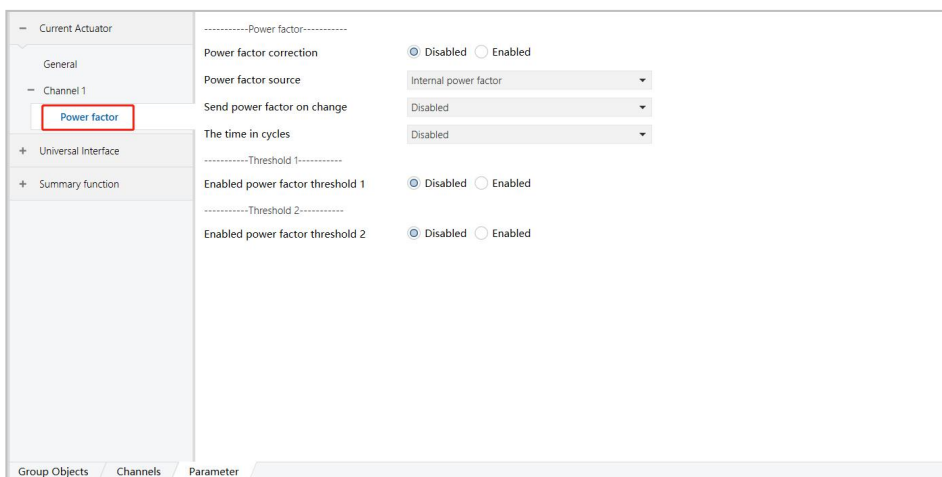 − Current Actuator
General
− Channel 1
Power factor
+ Universal Interface
+ Summary function
-----------Power factor-----------
Power factor correction Disabled Enabled
Power factor source Internal power factor
Send power factor on change Disabled
The time in cycles Disabled
-----------Threshold 1-----------
Enabled power factor threshold 1 Disabled Enabled
-----------Threshold 2-----------
Enabled power factor threshold 2 Disabled Enabled
Group Objects / Channels / Parameter /